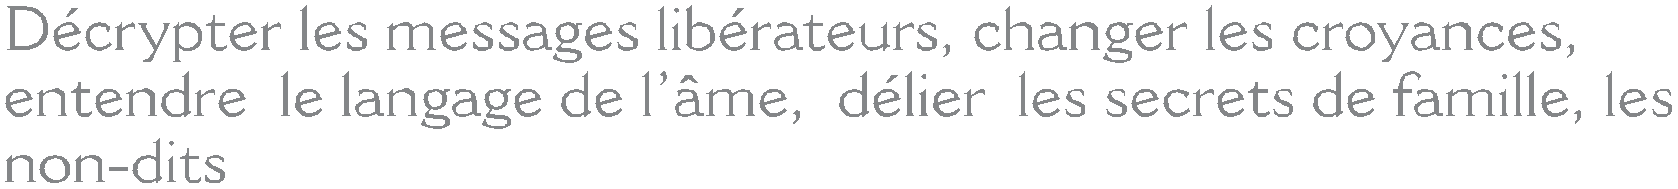 Décrypter les messages libérateurs, changer les croyances,
entendre  le langage de l’âme,  délier  les secrets de famille, les
non-dits